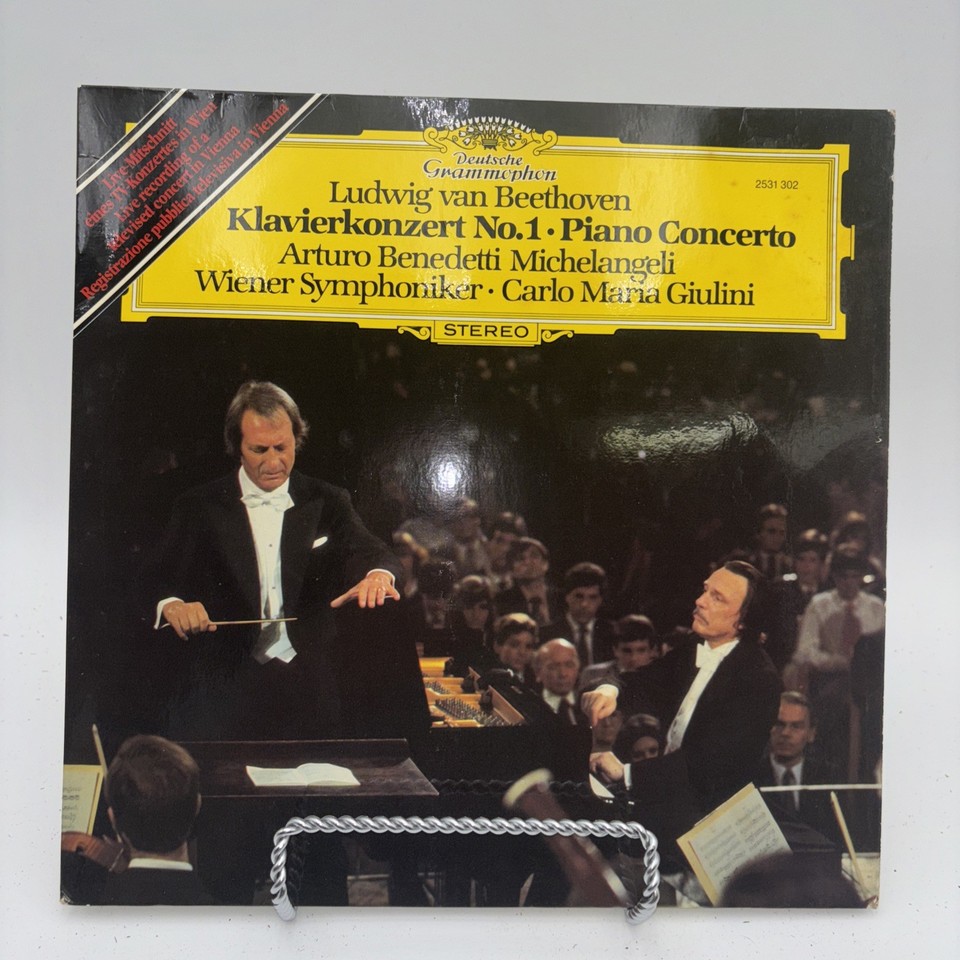 Live-Mitschnitt
eines TV-Konzertes in Wien
Live recording of a
televised concert in Vienna
Registrazione pubblica televisiva in Vienna
Deutsche
Grammophon
2531 302
Ludwig van Beethoven
Klavierkonzert No.1 · Piano Concerto
Arturo Benedetti Michelangeli
Wiener Symphoniker · Carlo Maria Giulini
STEREO